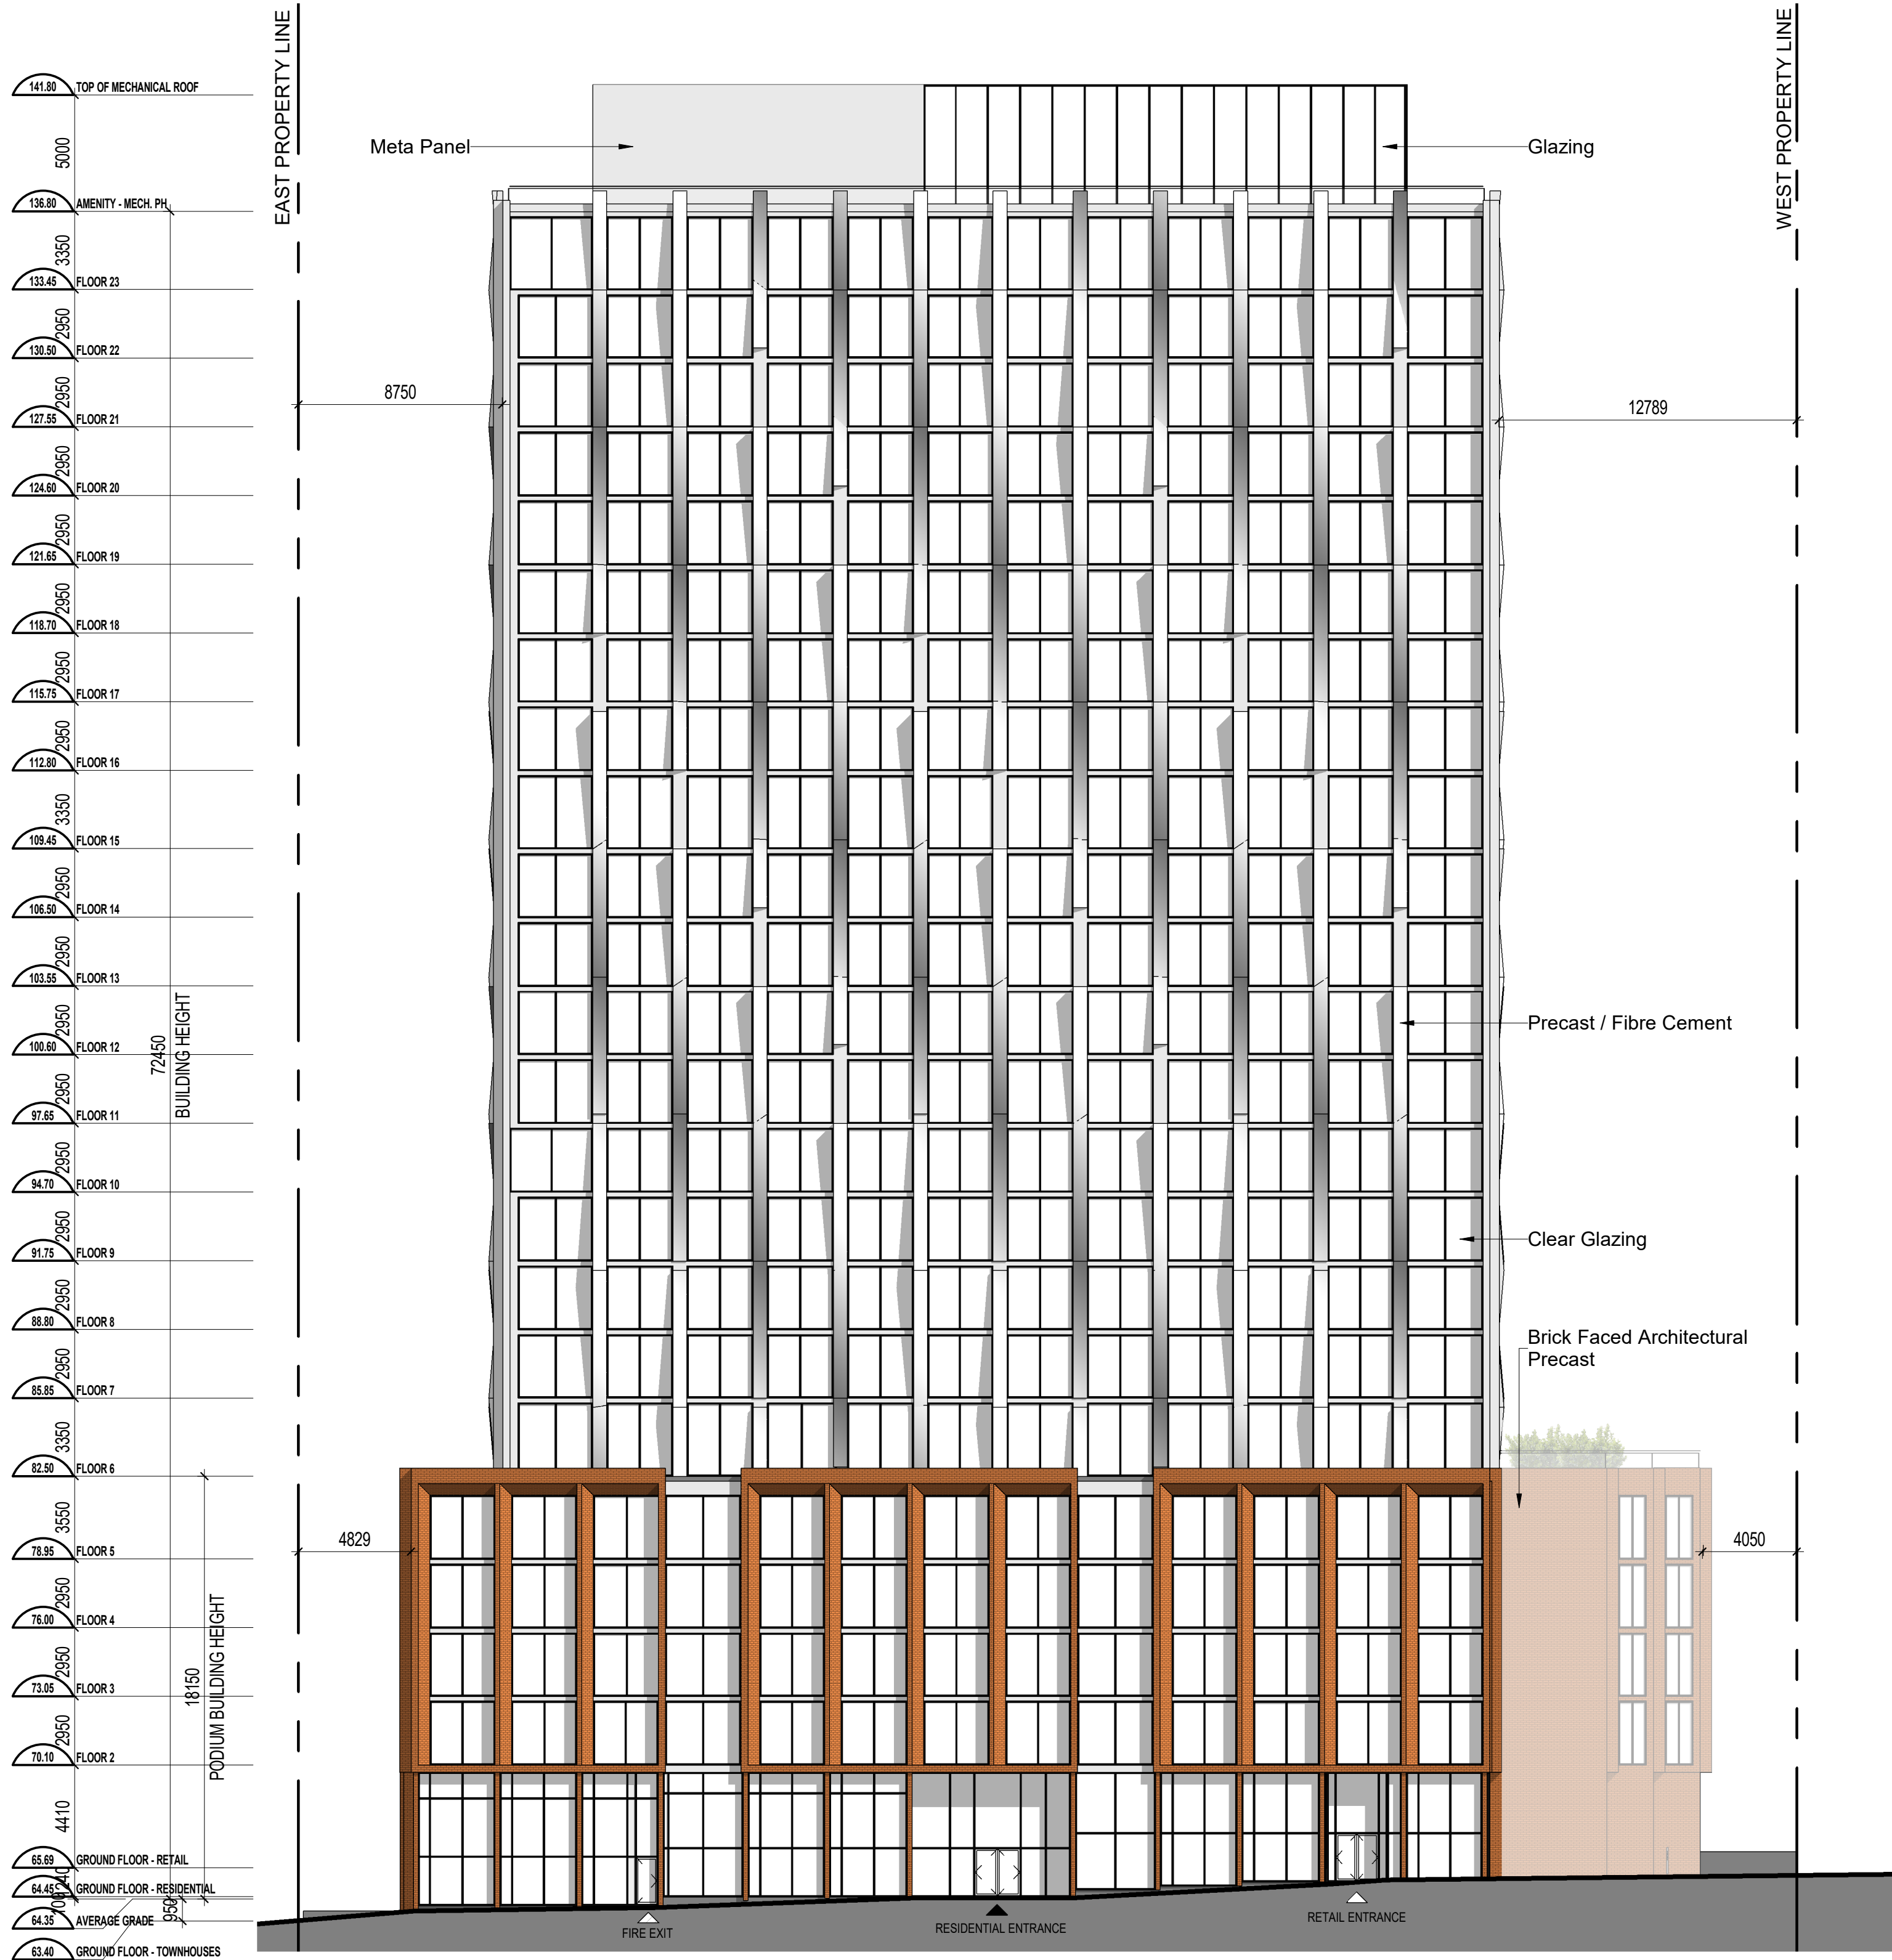 EAST PROPERTY LINE
WEST PROPERTY LINE
141.80 TOP OF MECHANICAL ROOF
5000
Meta Panel
Glazing
136.80 AMENITY - MECH. PH
3350
133.45 FLOOR 23
2950
130.50 FLOOR 22
2950
8750
12789
127.55 FLOOR 21
2950
124.60 FLOOR 20
2950
121.65 FLOOR 19
2950
118.70 FLOOR 18
2950
115.75 FLOOR 17
2950
112.80 FLOOR 16
3350
109.45 FLOOR 15
2950
106.50 FLOOR 14
2950
103.55 FLOOR 13
2950
Precast / Fibre Cement
100.60 FLOOR 12
72450
BUILDING HEIGHT
2950
97.65 FLOOR 11
2950
94.70 FLOOR 10
2950
Clear Glazing
91.75 FLOOR 9
2950
88.80 FLOOR 8
2950
Brick Faced Architectural
Precast
85.85 FLOOR 7
3350
82.50 FLOOR 6
3550
4829
4050
78.95 FLOOR 5
2950
76.00 FLOOR 4
2950
18150
PODIUM BUILDING HEIGHT
73.05 FLOOR 3
2950
70.10 FLOOR 2
4410
65.69 GROUND FLOOR - RETAIL
1240
64.45 GROUND FLOOR - RESIDENTIAL
100
950
64.35 AVERAGE GRADE
63.40 GROUND FLOOR - TOWNHOUSES
FIRE EXIT
RESIDENTIAL ENTRANCE
RETAIL ENTRANCE